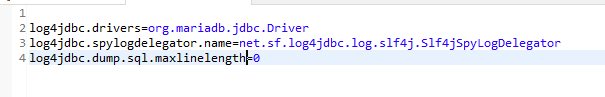 1
2 log4jdbc.drivers=org.mariadb.jdbc.Driver
3 log4jdbc.spylogdelegator.name=net.sf.log4jdbc.log.slf4j.Slf4jSpyLogDelegator
4 log4jdbc.dump.sql.maxlinelength=0